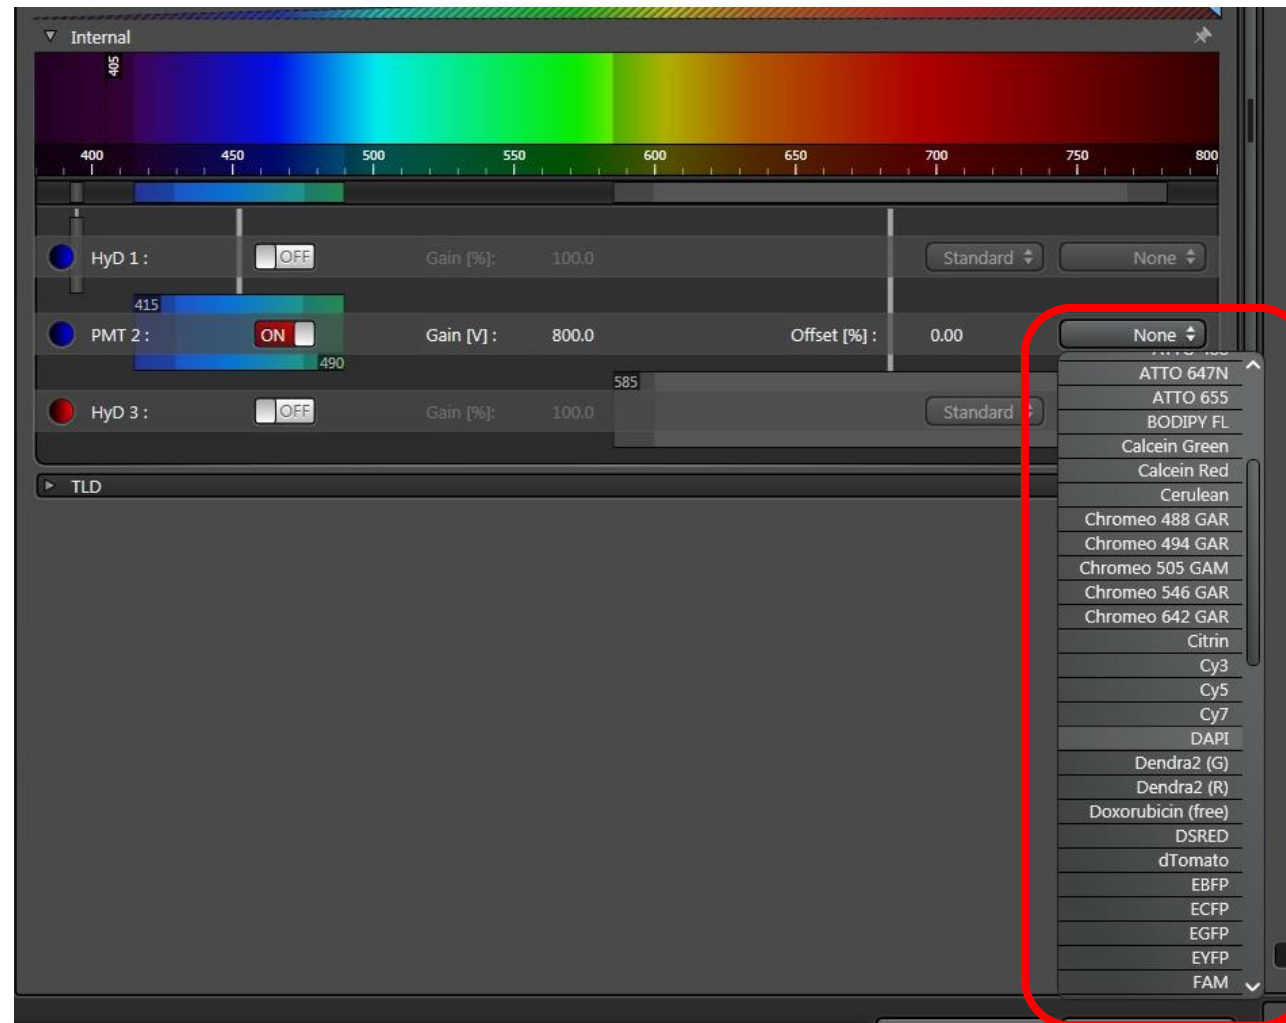 Internal
405
400 450 500 550 600 650 700 750 800
HyD 1 : OFF Gain [%]: 100.0 Standard None
415
PMT 2 : ON Gain [V] : 800.0 Offset [%] : 0.00 None
490
585
HyD 3 : OFF Gain [%]: 100.0 Standard
TLD
ATTO 647N
ATTO 655
BODIPY FL
Calcein Green
Calcein Red
Cerulean
Chromeo 488 GAR
Chromeo 494 GAR
Chromeo 505 GAM
Chromeo 546 GAR
Chromeo 642 GAR
Citrin
Cy3
Cy5
Cy7
DAPI
Dendra2 (G)
Dendra2 (R)
Doxorubicin (free)
DSRED
dTomato
EBFP
ECFP
EGFP
EYFP
FAM